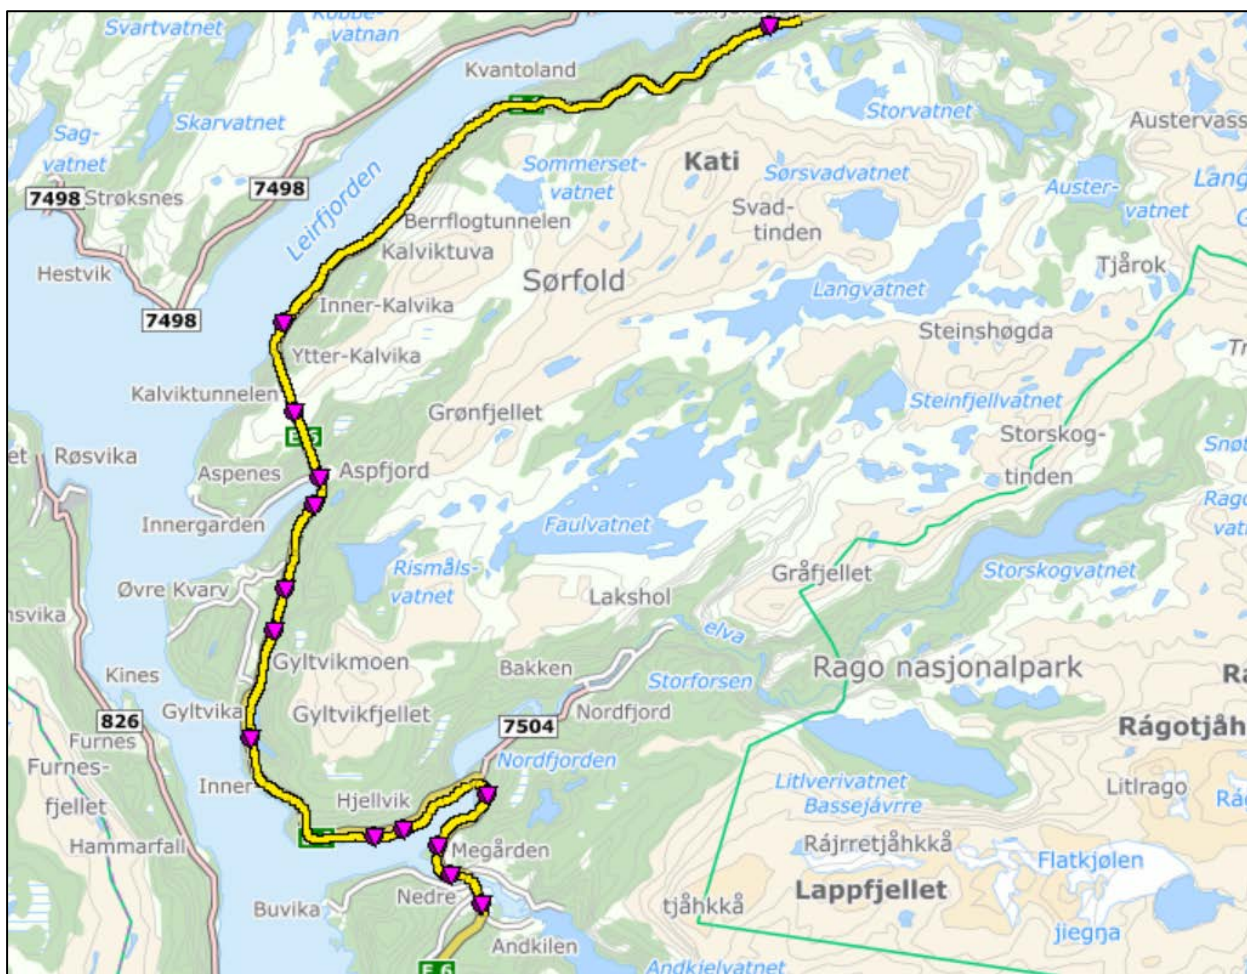 Svartvatnet
Kvantoland
Storvatnet
Austervass
Sag-
vatnet
Skarvatnet
Sommerset-
vatnet
Kati
Sørsvadvatnet
Auster-
vatnet
Lang
7498
Strøksnes
7498
Leirfjorden
Berrflogtunnelen
Svad-
tinden
Kalviktuva
Hestvik
Sørfold
Langvatnet
Tjårok
7498
Inner-Kalvika
Steinshøgda
Ytter-Kalvika
Kalviktunnelen
Grønfjellet
Steinfjellvatnet
E 6
Storskog-
tinden
et
Røsvika
Aspenes
Aspfjord
Innergarden
Faulvatnet
Rismåls-
vatnet
Gråfjellet
Storskogvatnet
Øvre Kvarv
Lakshol
elva
nsvika
Gyltvikmoen
Bakken
Rago nasjonalpark
Kines
Storforsen
Gyltvika
Gyltvikfjellet
Nordfjord
826
7504
Rágotjåh
Furnes
Furnes-
fjellet
Nordfjorden
Inner-
Litlverivatnet
Bassejávrre
Litlrago
Hjellvik
Hammarfall
Megården
Rájrretjåhkkå
Flatkjølen
Nedre
Lappfjellet
Buvika
tjåhkkå
jiegŋa
Andkilen
E 6
Andkjelvatnet